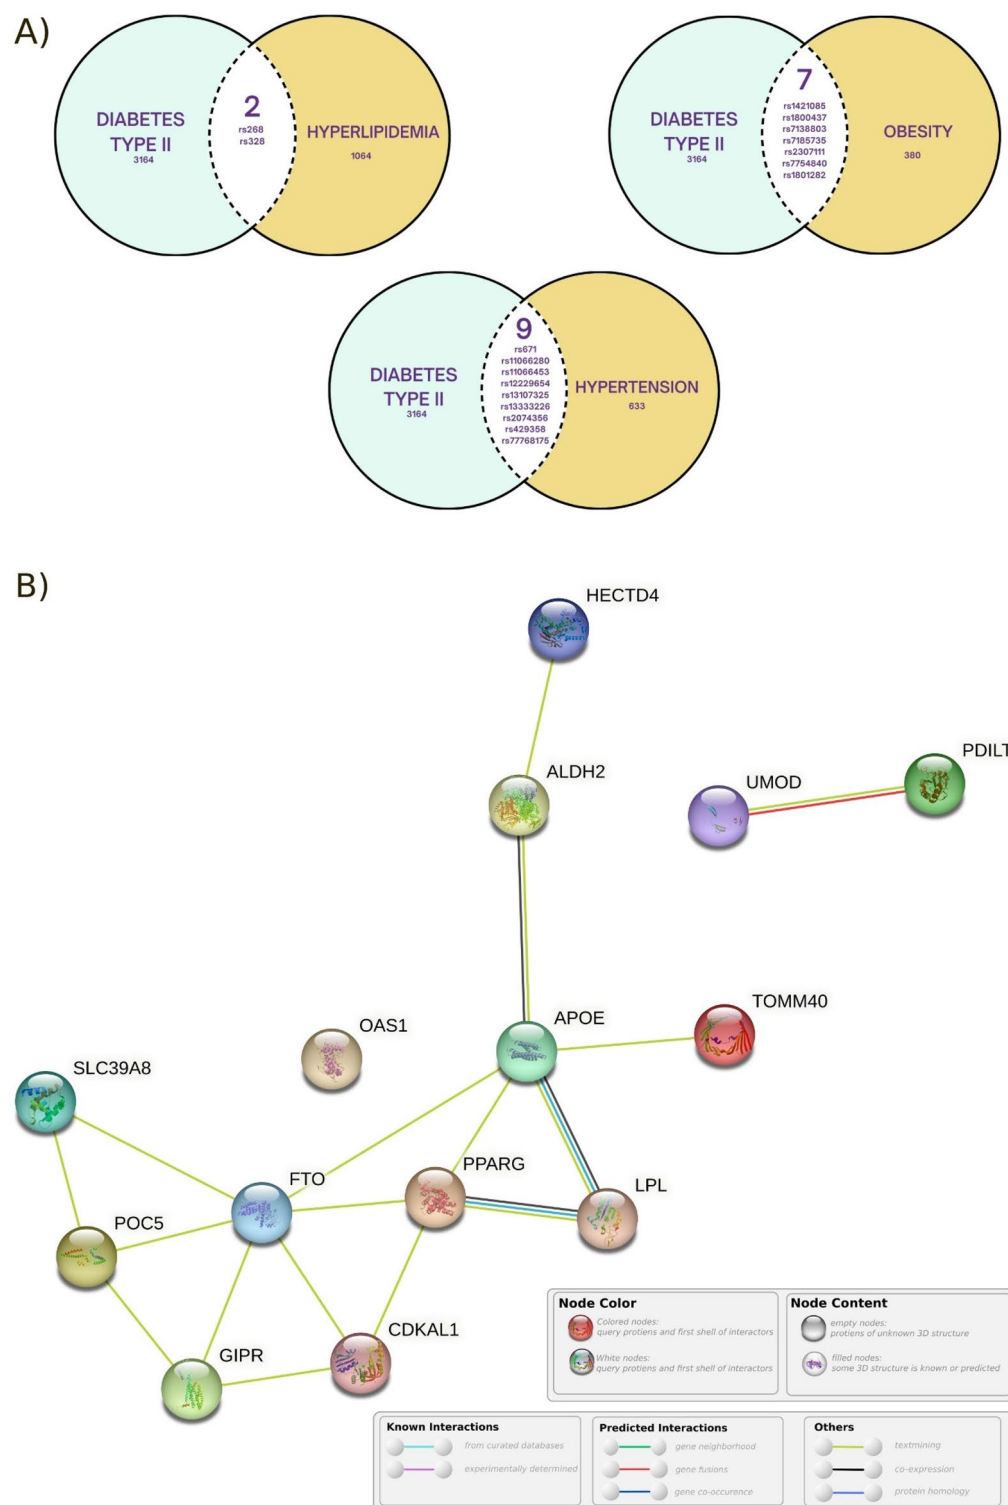 A)
DIABETES
TYPE II
3164
2
rs268
rs328
HYPERLIPIDEMIA
1064
DIABETES
TYPE II
3164
7
rs1421085
rs1800437
rs7138803
rs7185735
rs2307111
rs7754840
rs1801282
OBESITY
380
DIABETES
TYPE II
3164
9
rs671
rs11066280
rs11066453
rs12229654
rs13107325
rs13333226
rs2074356
rs429358
rs77768175
HYPERTENSION
633
B)
HECTD4
ALDH2
UMOD
PDILT
TOMM40
APOE
OAS1
SLC39A8
FTO
PPARG
LPL
POC5
CDKAL1
GIPR
Node Color
Colored nodes:
query protiens and first shell of interactors
White nodes:
query protiens and first shell of interactors
Node Content
empty nodes:
protiens of unknown 3D structure
filled nodes:
some 3D structure is known or predicted
Known Interactions
from curated databases
experimentally determined
Predicted Interactions
gene neighborhood
gene fusions
gene co-occurence
Others
textmining
co-expression
protein homology